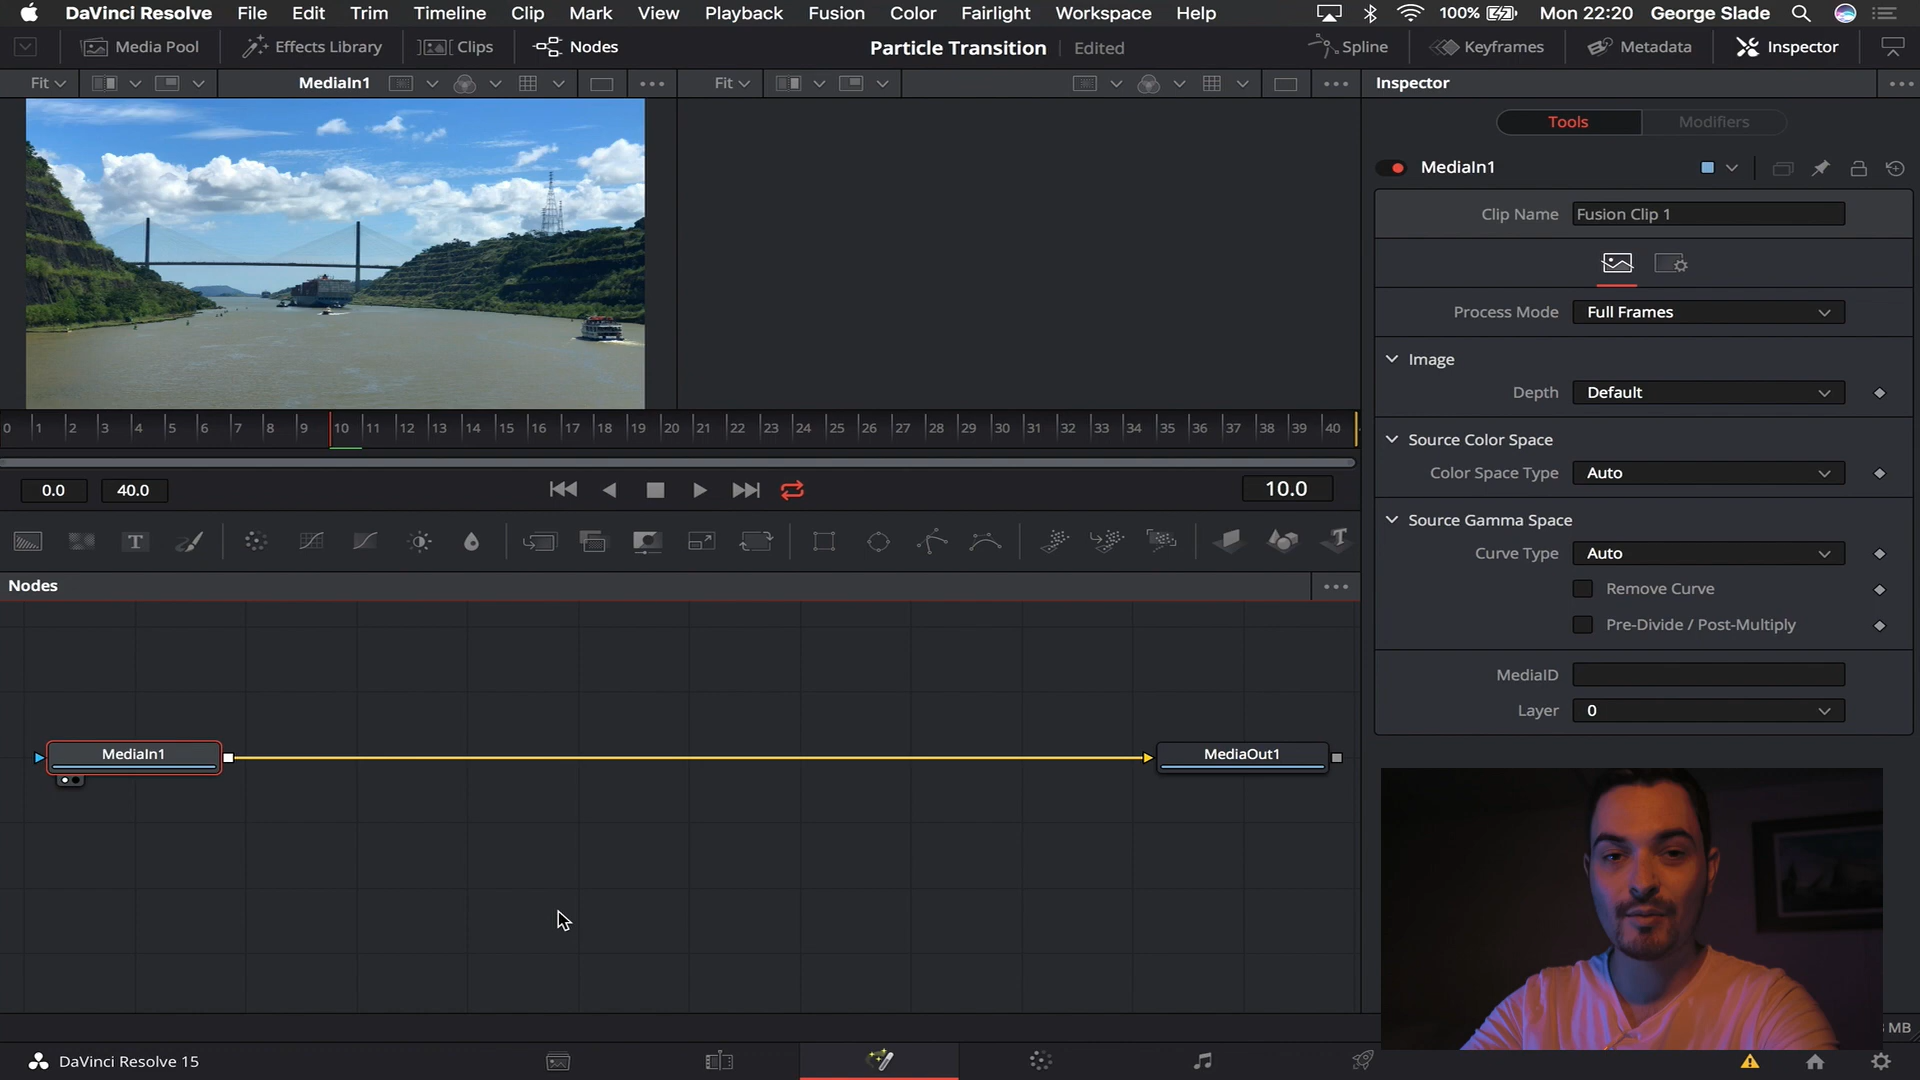 DaVinci Resolve File Edit Trim Timeline Clip Mark View Playback Fusion Color Fairlight Workspace Help 100% Mon 22:20 George Slade
Media Pool Effects Library Clips Nodes Particle Transition Edited Spline Keyframes Metadata Inspector
Fit MediaIn1 Fit Inspector
Tools Modifiers
MediaIn1
Clip Name Fusion Clip 1
Process Mode Full Frames
Image
Depth Default
0 1 2 3 4 5 6 7 8 9 10 11 12 13 14 15 16 17 18 19 20 21 22 23 24 25 26 27 28 29 30 31 32 33 34 35 36 37 38 39 40
Source Color Space
Color Space Type Auto
0.0 40.0 10.0
Source Gamma Space
Curve Type Auto
Nodes
Remove Curve
Pre-Divide / Post-Multiply
MediaID
Layer 0
MediaIn1 MediaOut1
MB
DaVinci Resolve 15